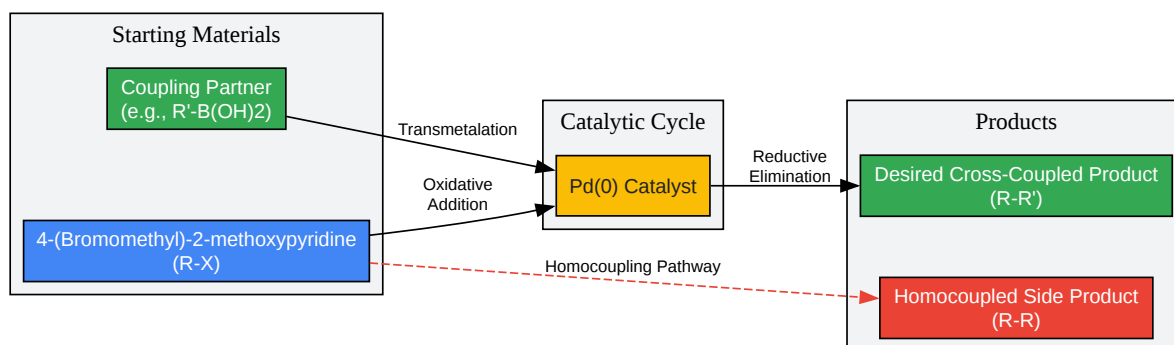 Starting Materials
Coupling Partner
(e.g., R'-B(OH)2)
4-(Bromomethyl)-2-methoxypyridine
(R-X)
Transmetalation
Oxidative
Addition
Homocoupling Pathway
Catalytic Cycle
Pd(0) Catalyst
Reductive
Elimination
Products
Desired Cross-Coupled Product
(R-R')
Homocoupled Side Product
(R-R)